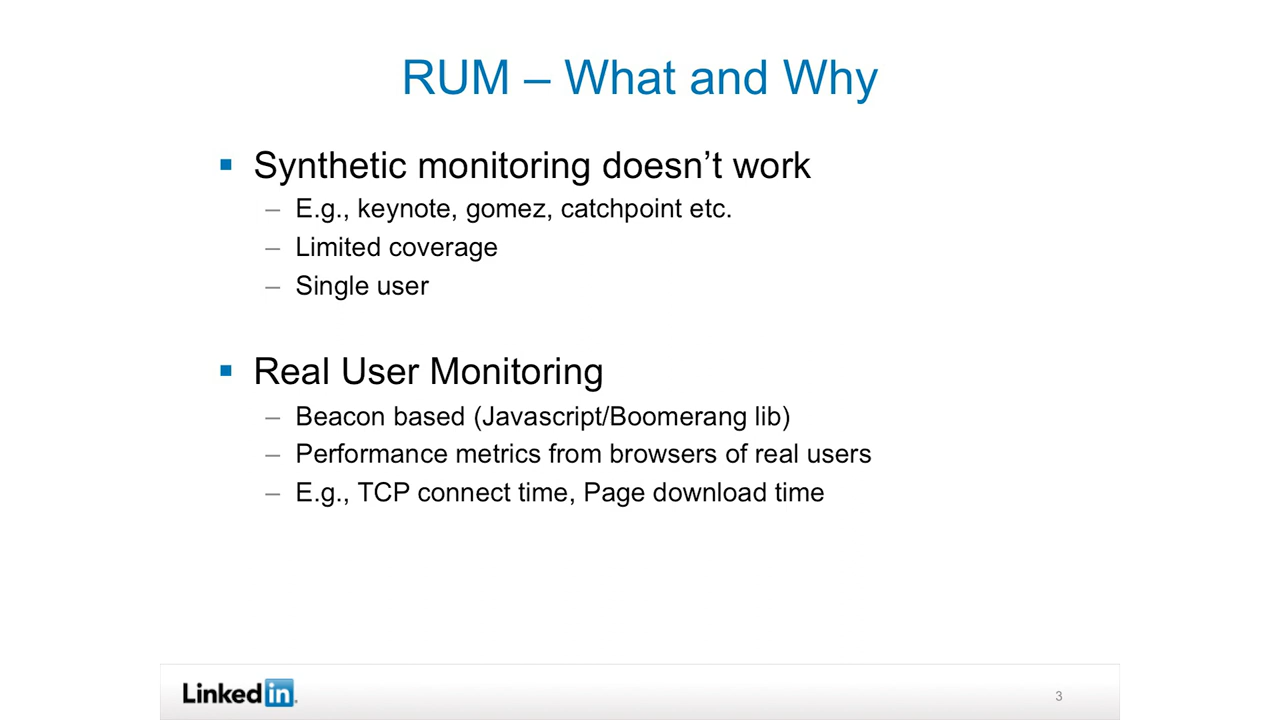 RUM – What and Why
▪ Synthetic monitoring doesn’t work
– E.g., keynote, gomez, catchpoint etc.
– Limited coverage
– Single user
▪ Real User Monitoring
– Beacon based (Javascript/Boomerang lib)
– Performance metrics from browsers of real users
– E.g., TCP connect time, Page download time
Linked in
3